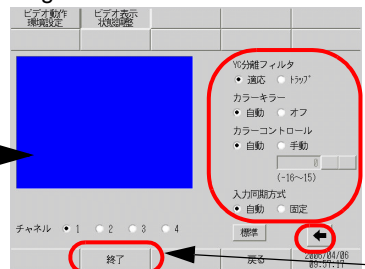 ビデオ動作
環境設定
ビデオ表示
状態調整
YC分離フィルタ
適応 トラップ
カラーキラー
自動 オフ
カラーコントロール
自動 手動
0
(-16~15)
入力同期方式
自動 固定
チャネル 1 2 3 4
標準
終了
戻る
2006/04/06
09:37:17